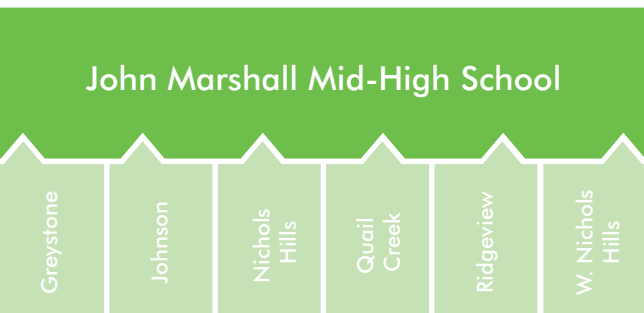 John Marshall Mid-High School
Greystone
Johnson
Nichols
Hills
Quail
Creek
Ridgeview
W. Nichols
Hills